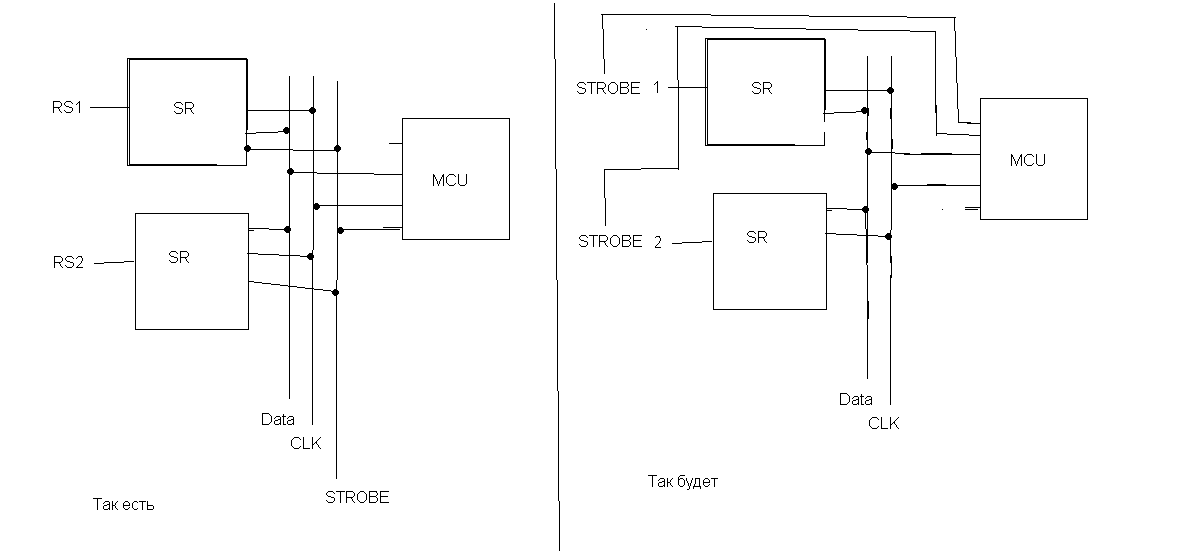 RS1
SR
MCU
RS2
SR
Data
CLK
STROBE
Так есть
STROBE 1
SR
MCU
STROBE 2
SR
Data
CLK
Так будет